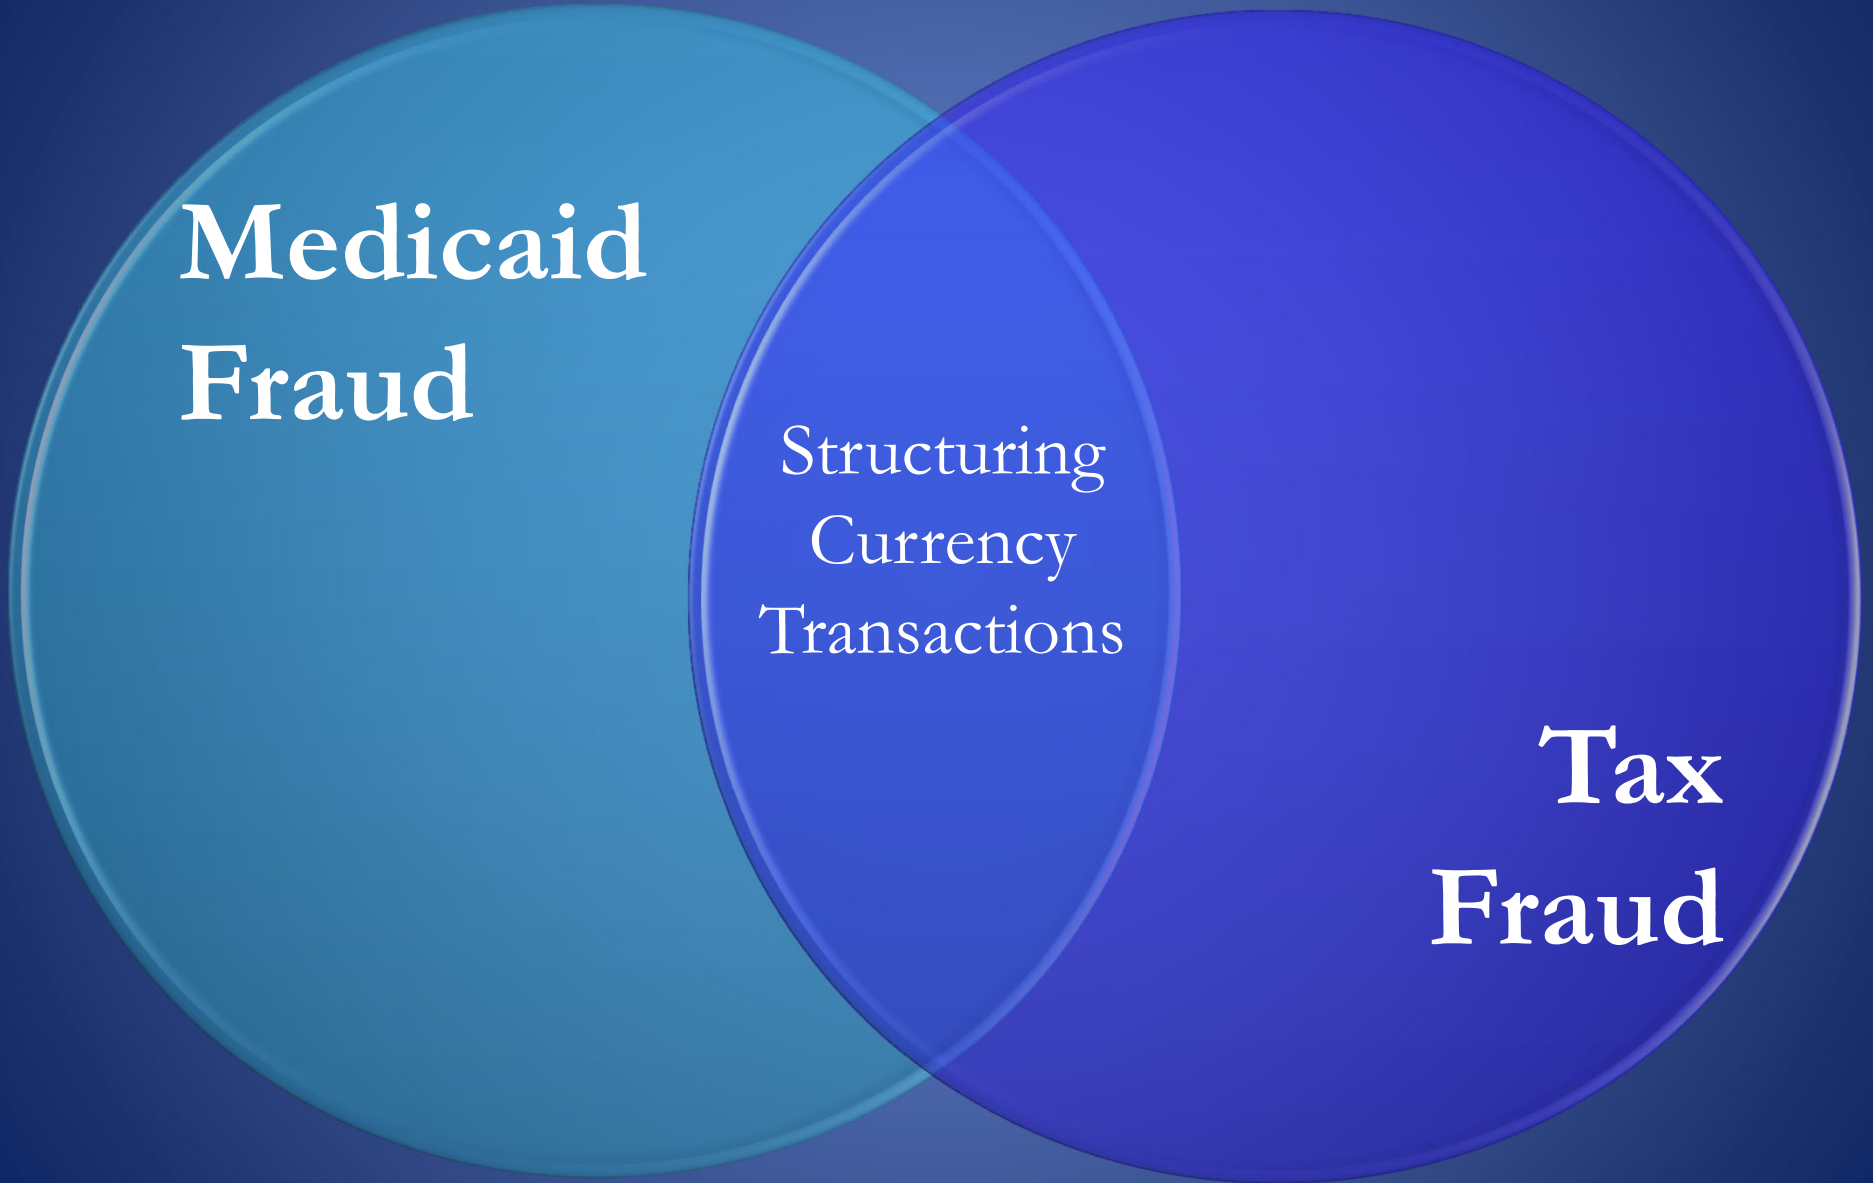 Medicaid
Fraud
Structuring
Currency
Transactions
Tax
Fraud